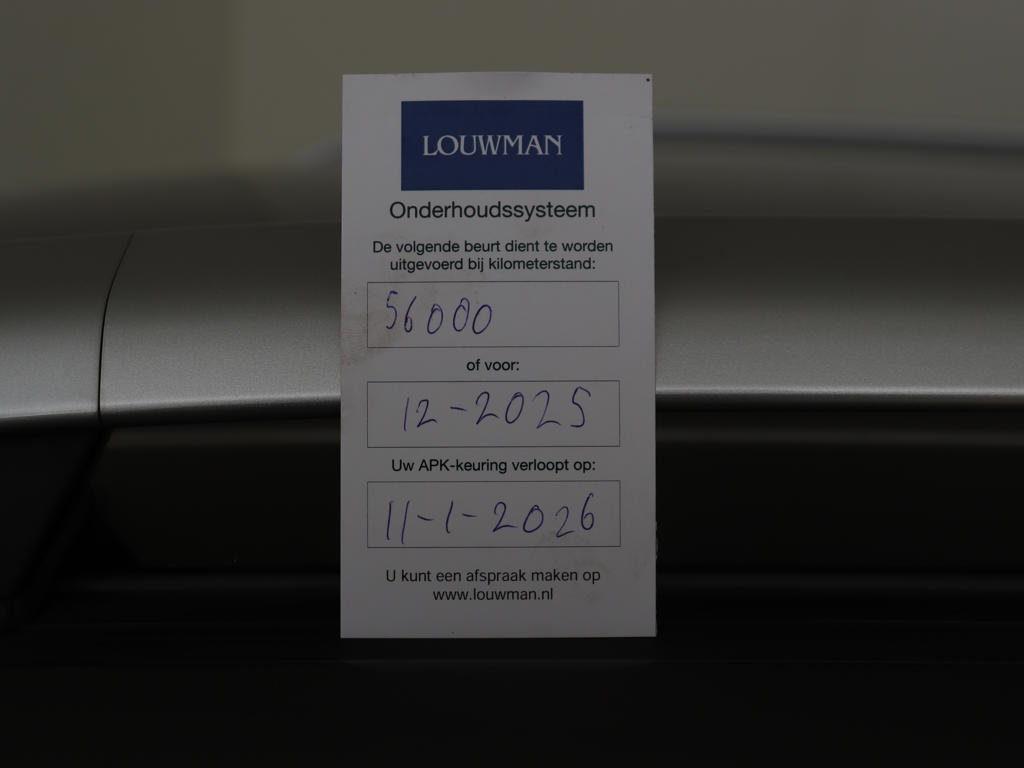 LOUWMAN
Onderhoudssysteem
De volgende beurt dient te worden
uitgevoerd bij kilometerstand:
56000
of voor:
12-2025
Uw APK-keuring verloopt op:
11-1-2026
U kunt een afspraak maken op
www.louwman.nl